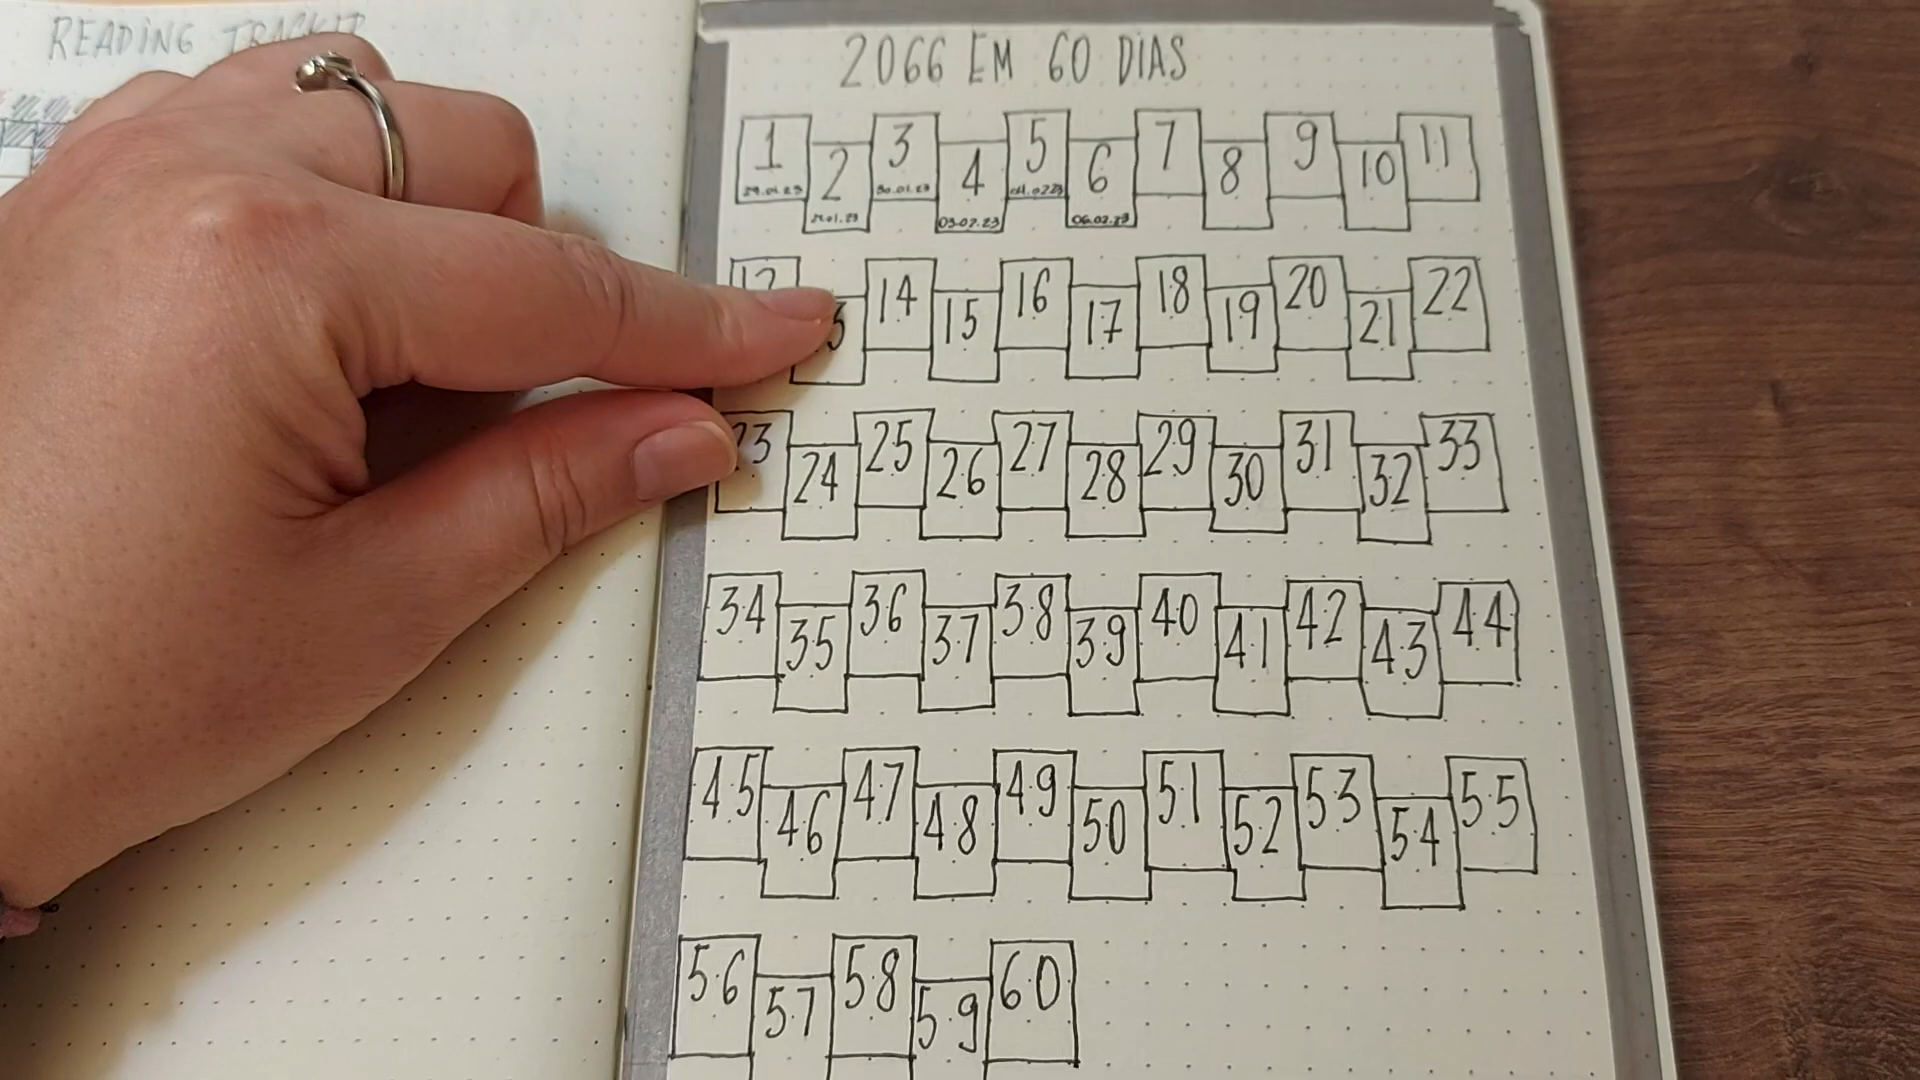 READING TRACKER
2066 EM 60 DIAS
1 2 3 4 5 6 7 8 9 10 11
29.01.23 30.01.23 04.02.23
03.02.23 06.02.23
14 15 16 17 18 19 20 21 22
23 24 25 26 27 28 29 30 31 32 33
34 35 36 37 38 39 40 41 42 43 44
45 46 47 48 49 50 51 52 53 54 55
56 57 58 59 60